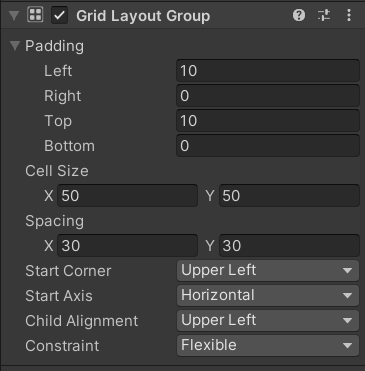 Grid Layout Group
Padding
Left 10
Right 0
Top 10
Bottom 0
Cell Size
X 50 Y 50
Spacing
X 30 Y 30
Start Corner Upper Left
Start Axis Horizontal
Child Alignment Upper Left
Constraint Flexible